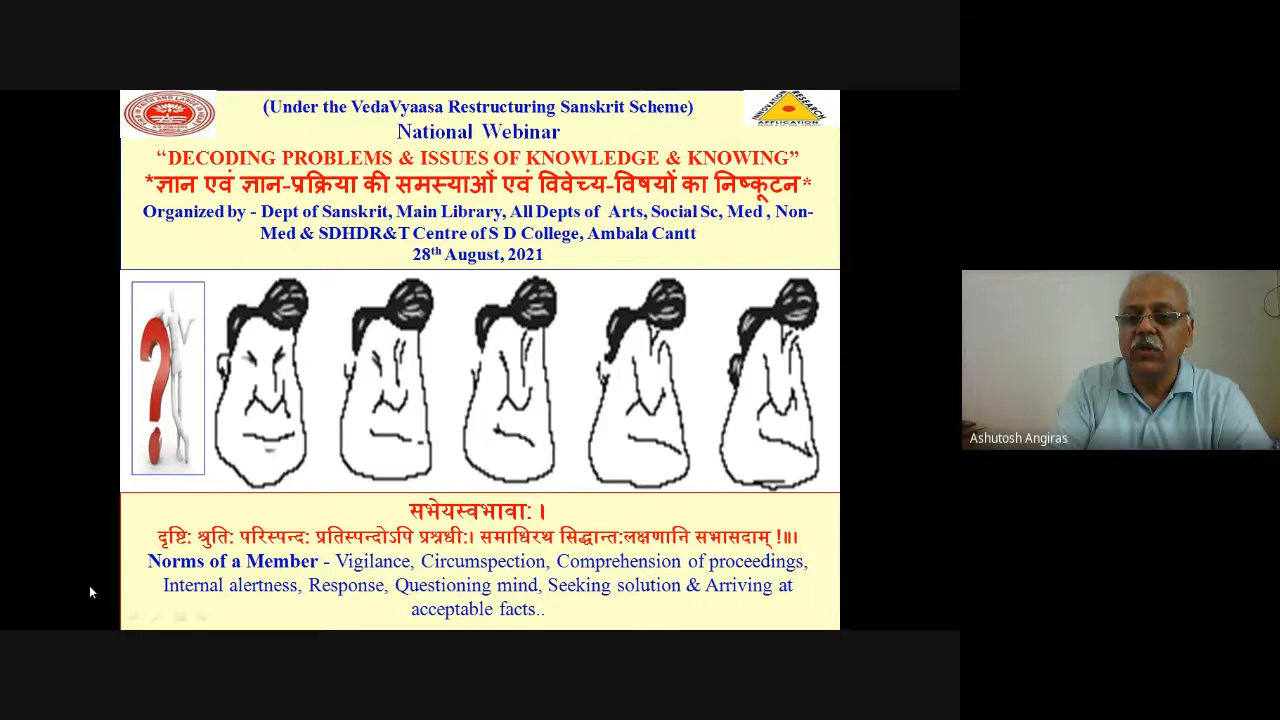 (Under the VedaVyaasa Restructuring Sanskrit Scheme)
National Webinar
“DECODING PROBLEMS & ISSUES OF KNOWLEDGE & KNOWING”
*ज्ञान एवं ज्ञान-प्रक्रिया की समस्याओं एवं विवेच्य-विषयों का निष्कूटन*
Organized by - Dept of Sanskrit, Main Library, All Depts of Arts, Social Sc, Med , Non-
Med & SDHDR&T Centre of S D College, Ambala Cantt
28th August, 2021
INNOVATION RESEARCH
APPLICATION
?
सभेयस्वभावा: ।
दृष्टि: श्रुति: परिस्पन्द: प्रतिस्पन्दोऽपि प्रश्नधी:। समाधिरथ सिद्धान्त:लक्षणानि सभासदाम् !॥।
Norms of a Member - Vigilance, Circumspection, Comprehension of proceedings,
Internal alertness, Response, Questioning mind, Seeking solution & Arriving at
acceptable facts..
Ashutosh Angiras